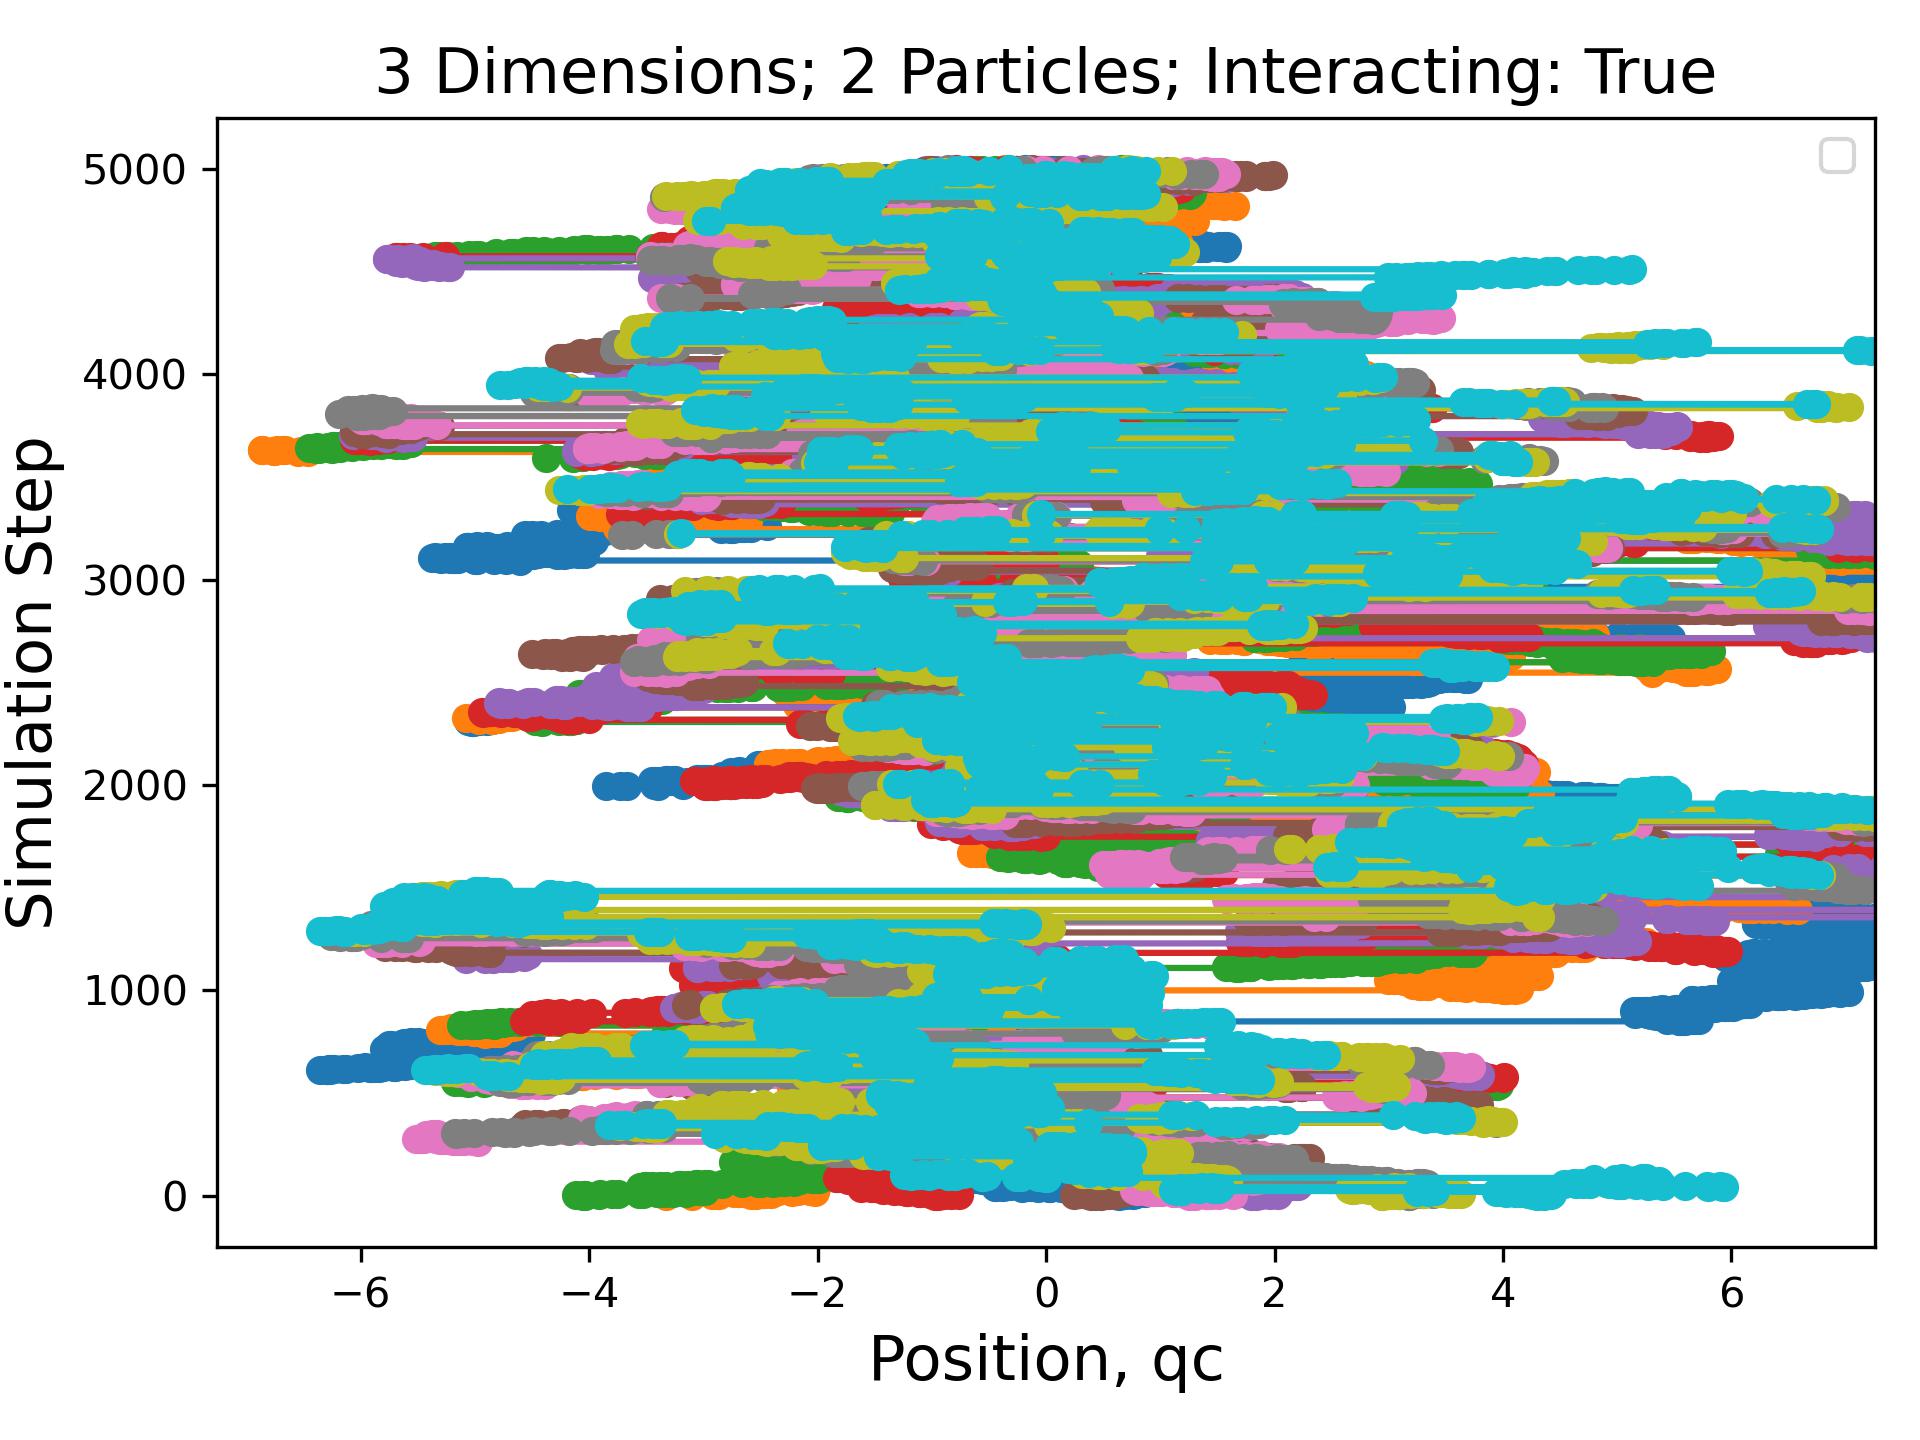 3 Dimensions; 2 Particles; Interacting: True
5000
4000
3000
2000
1000
0
Simulation Step
−6 −4 −2 0 2 4 6
Position, qc